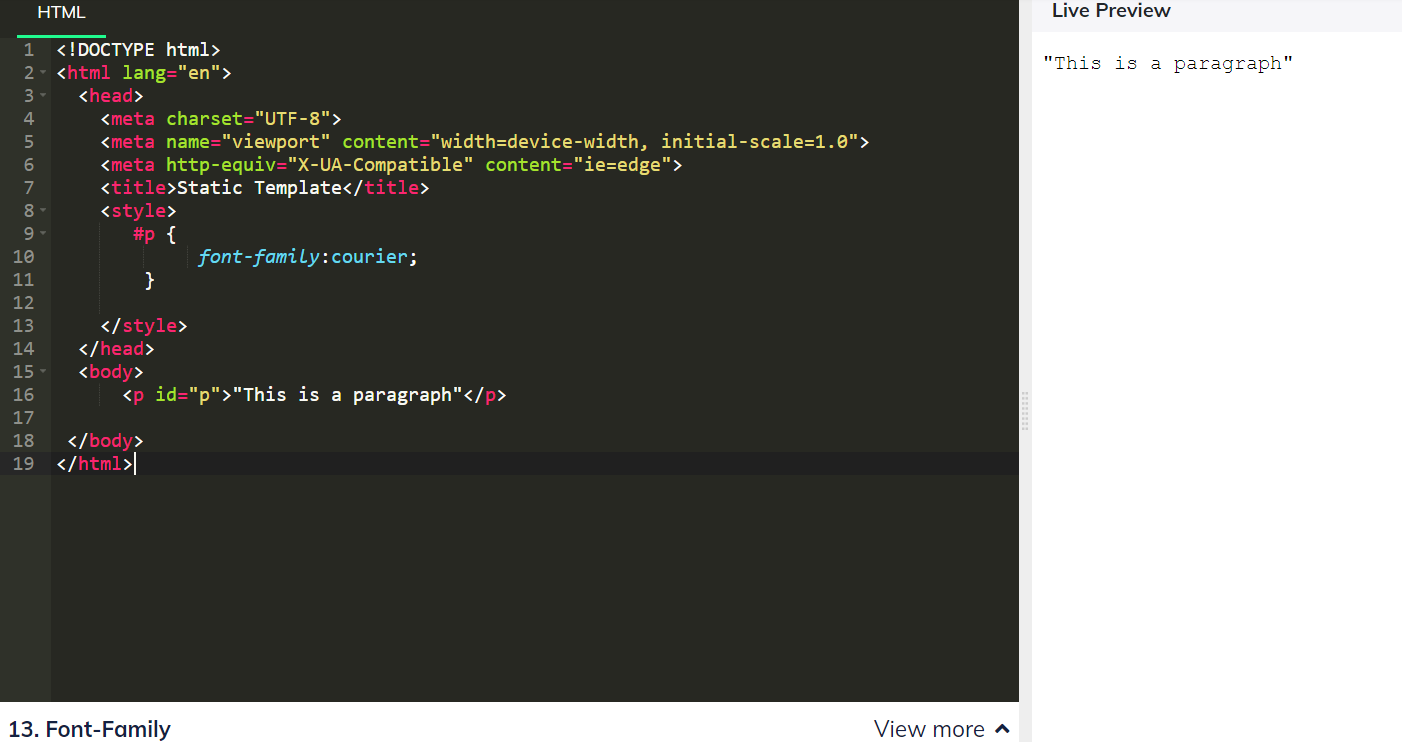 HTML
Live Preview
1 <!DOCTYPE html>
2 <html lang="en">
3 <head>
4 <meta charset="UTF-8">
5 <meta name="viewport" content="width=device-width, initial-scale=1.0">
6 <meta http-equiv="X-UA-Compatible" content="ie=edge">
7 <title>Static Template</title>
8 <style>
9 #p {
10 font-family:courier;
11 }
12
13 </style>
14 </head>
15 <body>
16 <p id="p">"This is a paragraph"</p>
17
18 </body>
19 </html>
"This is a paragraph"
13. Font-Family
View more